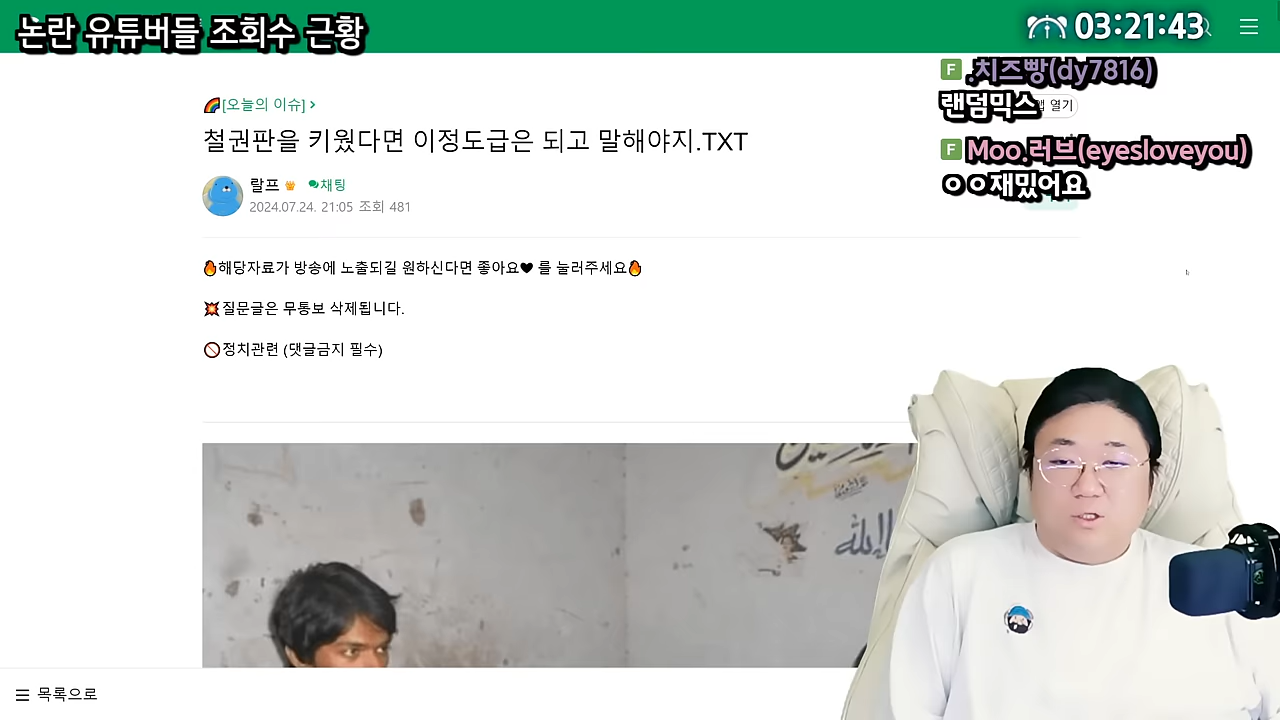 논란 유튜버들 조회수 근황
03:21:43
F .치즈빵(dy7816)
랜덤믹스
앱 열기
F Moo.러브(eyesloveyou)
ㅇㅇ재밌어요
[오늘의 이슈] >
철권판을 키웠다면 이정도급은 되고 말해야지.TXT
랄프 채팅
2024.07.24. 21:05 조회 481
🔥해당자료가 방송에 노출되길 원하신다면 좋아요♥ 를 눌러주세요🔥
💥질문글은 무통보 삭제됩니다.
🚫정치관련 (댓글금지 필수)
목록으로